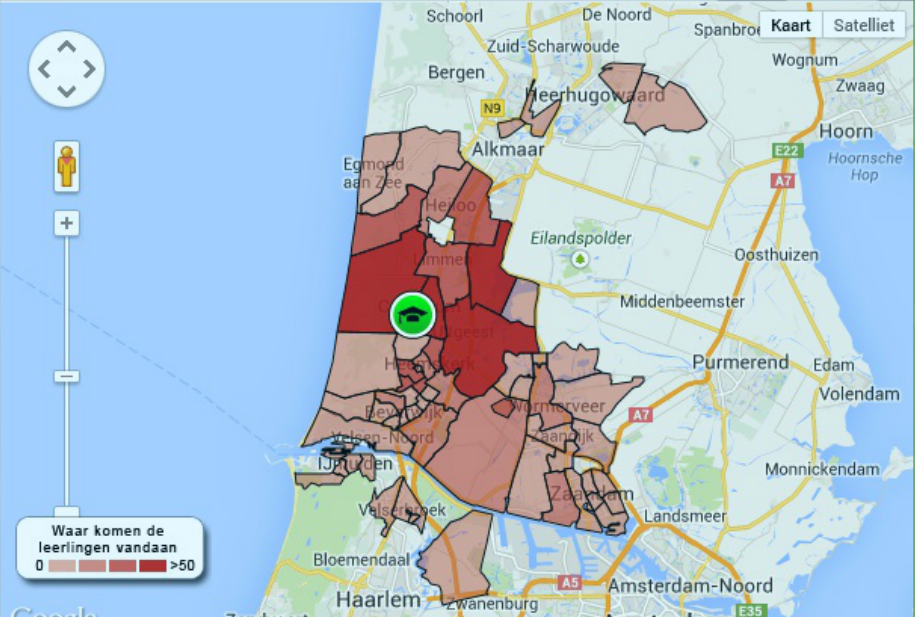 Schoorl
De Noord
Kaart
Satelliet
Zuid-Scharwoude
Wognum
Bergen
Zwaag
Heerhugowaard
N9
Hoorn
Alkmaar
E22
Hoornsche
Hop
Egmond
aan Zee
A7
Heiloo
Eilandspolder
Oosthuizen
Limmen
Middenbeemster
Uitgeest
Heemskerk
Purmerend
Edam
Volendam
Wormerveer
Beverwijk
A7
Velsen-Noord
Zaandijk
IJmuiden
Monnickendam
Zaandam
Velserbroek
Landsmeer
Waar komen de
leerlingen vandaan
0
>50
Bloemendaal
A5
Amsterdam-Noord
Haarlem
Zwanenburg
E35
Google